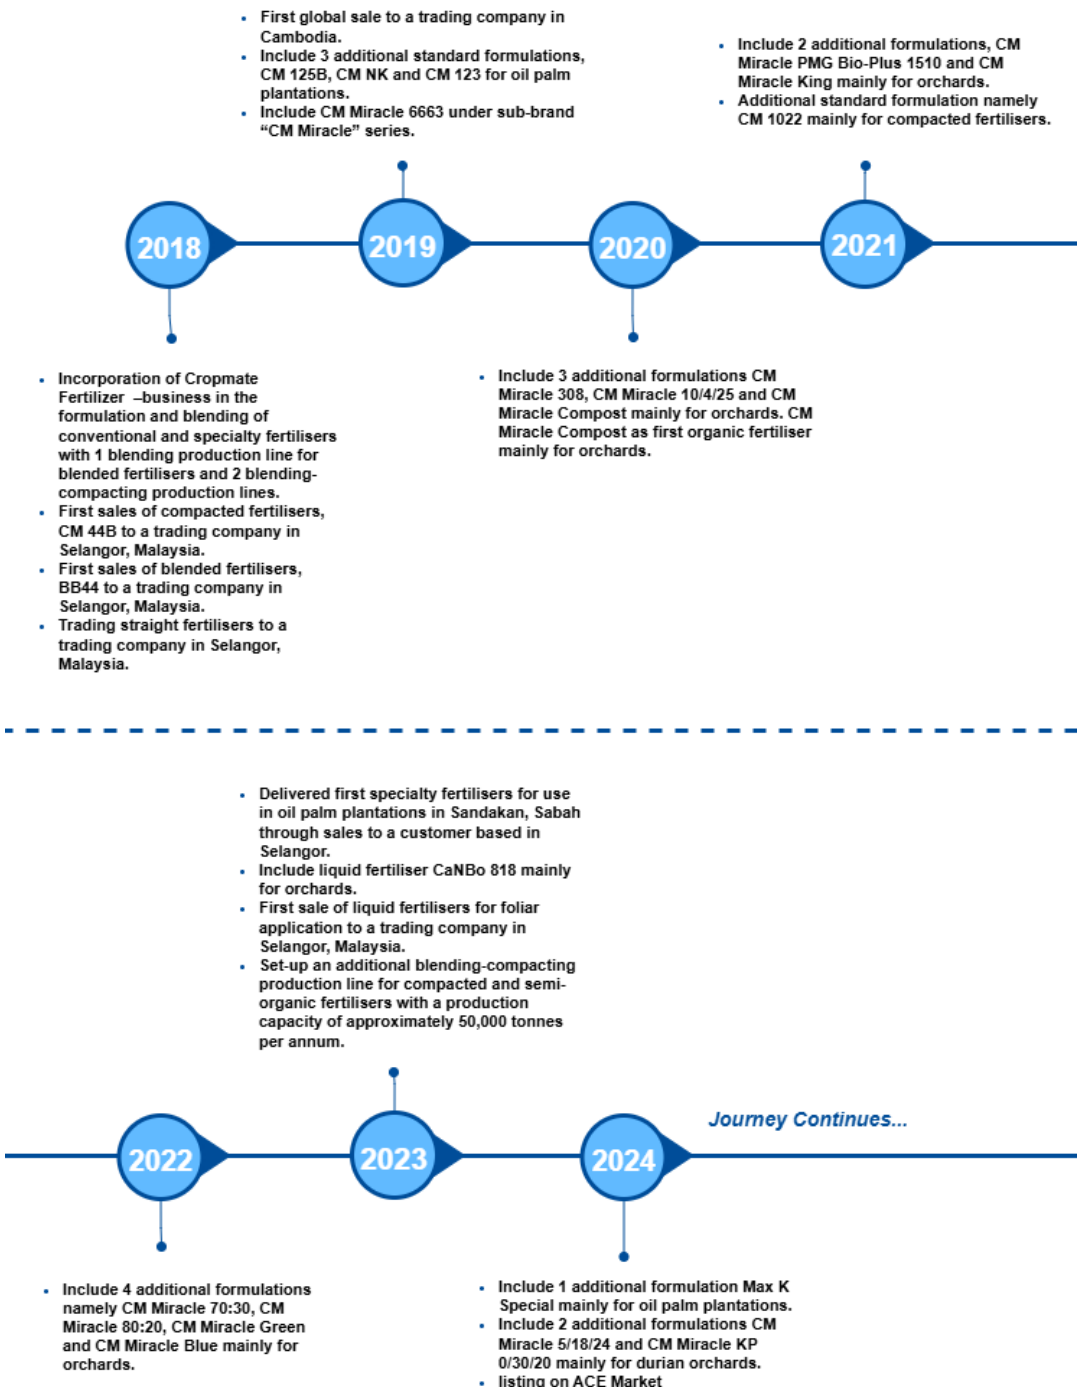 • First global sale to a trading company in
Cambodia.
• Include 3 additional standard formulations,
CM 125B, CM NK and CM 123 for oil palm
plantations.
• Include CM Miracle 6663 under sub-brand
“CM Miracle” series.
• Include 2 additional formulations, CM
Miracle PMG Bio-Plus 1510 and CM
Miracle King mainly for orchards.
• Additional standard formulation namely
CM 1022 mainly for compacted fertilisers.
2018
2019
2020
2021
• Incorporation of Cropmate
Fertilizer –business in the
formulation and blending of
conventional and specialty fertilisers
with 1 blending production line for
blended fertilisers and 2 blending-
compacting production lines.
• First sales of compacted fertilisers,
CM 44B to a trading company in
Selangor, Malaysia.
• First sales of blended fertilisers,
BB44 to a trading company in
Selangor, Malaysia.
• Trading straight fertilisers to a
trading company in Selangor,
Malaysia.
• Include 3 additional formulations CM
Miracle 308, CM Miracle 10/4/25 and CM
Miracle Compost mainly for orchards. CM
Miracle Compost as first organic fertiliser
mainly for orchards.
• Delivered first specialty fertilisers for use
in oil palm plantations in Sandakan, Sabah
through sales to a customer based in
Selangor.
• Include liquid fertiliser CaNBo 818 mainly
for orchards.
• First sale of liquid fertilisers for foliar
application to a trading company in
Selangor, Malaysia.
• Set-up an additional blending-compacting
production line for compacted and semi-
organic fertilisers with a production
capacity of approximately 50,000 tonnes
per annum.
Journey Continues...
2022
2023
2024
• Include 4 additional formulations
namely CM Miracle 70:30, CM
Miracle 80:20, CM Miracle Green
and CM Miracle Blue mainly for
orchards.
• Include 1 additional formulation Max K
Special mainly for oil palm plantations.
• Include 2 additional formulations CM
Miracle 5/18/24 and CM Miracle KP
0/30/20 mainly for durian orchards.
• listing on ACE Market